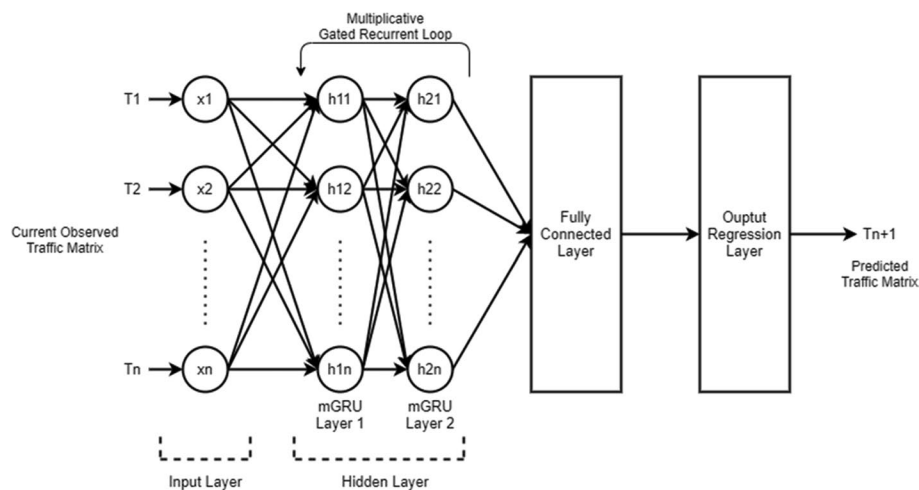 Multiplicative
Gated Recurrent Loop
T1
x1
h11
h21
T2
x2
h12
h22
Current Observed
Traffic Matrix
Fully
Connected
Layer
Ouptut
Regression
Layer
Tn+1
Predicted
Traffic Matrix
Tn
xn
h1n
h2n
mGRU
Layer 1
mGRU
Layer 2
Input Layer
Hidden Layer